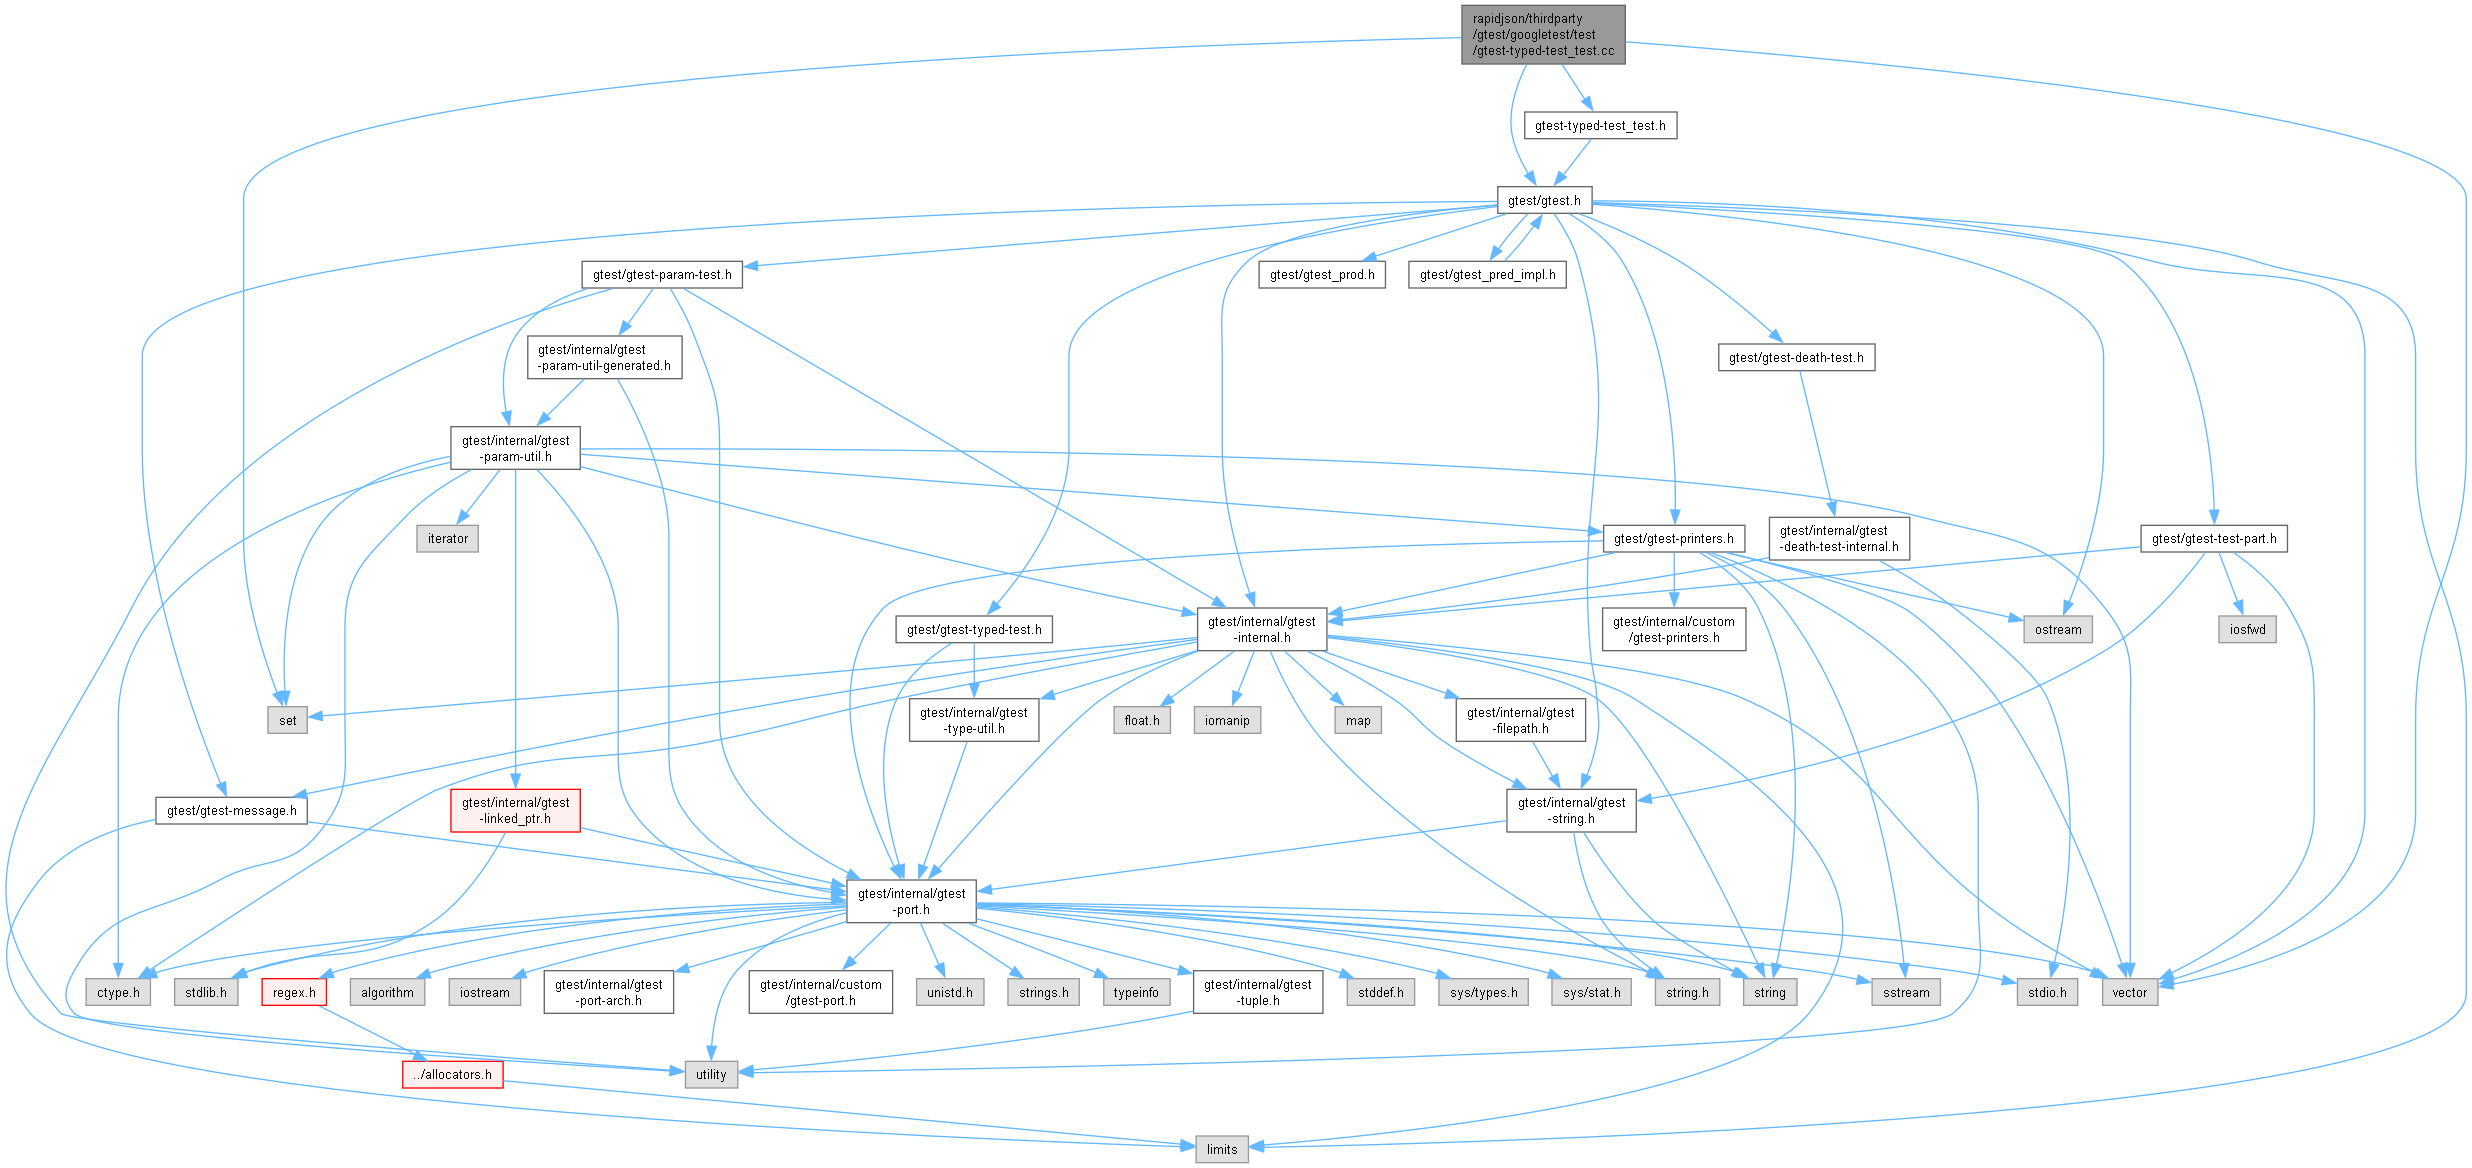 rapidjson/thirdparty
/gtest/googletest/test
/gtest-typed-test_test.cc
gtest-typed-test_test.h
gtest/gtest.h
gtest/gtest-param-test.h
gtest/gtest_prod.h
gtest/gtest_pred_impl.h
gtest/internal/gtest
-param-util-generated.h
gtest/gtest-death-test.h
gtest/internal/gtest
-param-util.h
iterator
gtest/gtest-printers.h
gtest/internal/gtest
-death-test-internal.h
gtest/gtest-test-part.h
gtest/gtest-typed-test.h
gtest/internal/gtest
-internal.h
gtest/internal/custom
/gtest-printers.h
ostream
iosfwd
set
gtest/internal/gtest
-type-util.h
float.h
iomanip
map
gtest/internal/gtest
-filepath.h
gtest/gtest-message.h
gtest/internal/gtest
-linked_ptr.h
gtest/internal/gtest
-string.h
gtest/internal/gtest
-port.h
ctype.h
stdlib.h
regex.h
algorithm
iostream
gtest/internal/gtest
-port-arch.h
gtest/internal/custom
/gtest-port.h
unistd.h
strings.h
typeinfo
gtest/internal/gtest
-tuple.h
stddef.h
sys/types.h
sys/stat.h
string.h
string
sstream
stdio.h
vector
../allocators.h
utility
limits